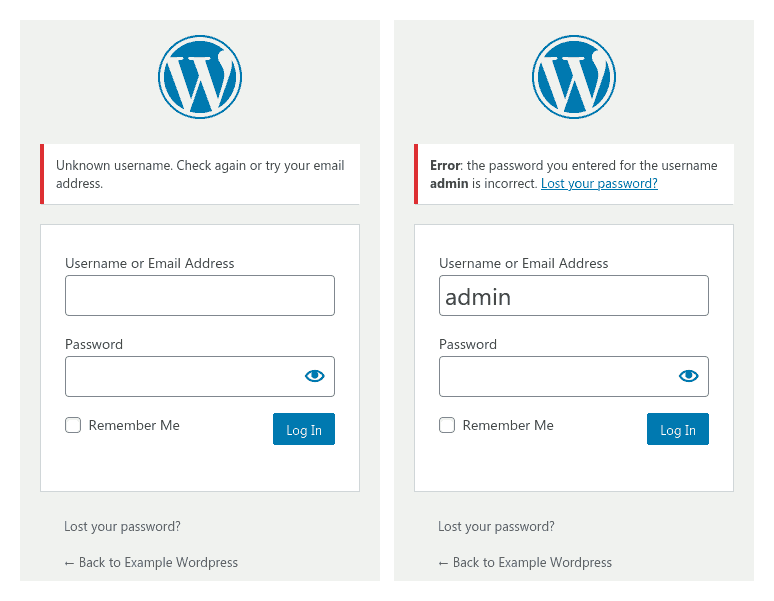 Unknown username. Check again or try your email
address.
Username or Email Address
Password
Remember Me
Log In
Lost your password?
← Back to Example Wordpress
Error: the password you entered for the username
admin is incorrect. Lost your password?
Username or Email Address
admin
Password
Remember Me
Log In
Lost your password?
← Back to Example Wordpress